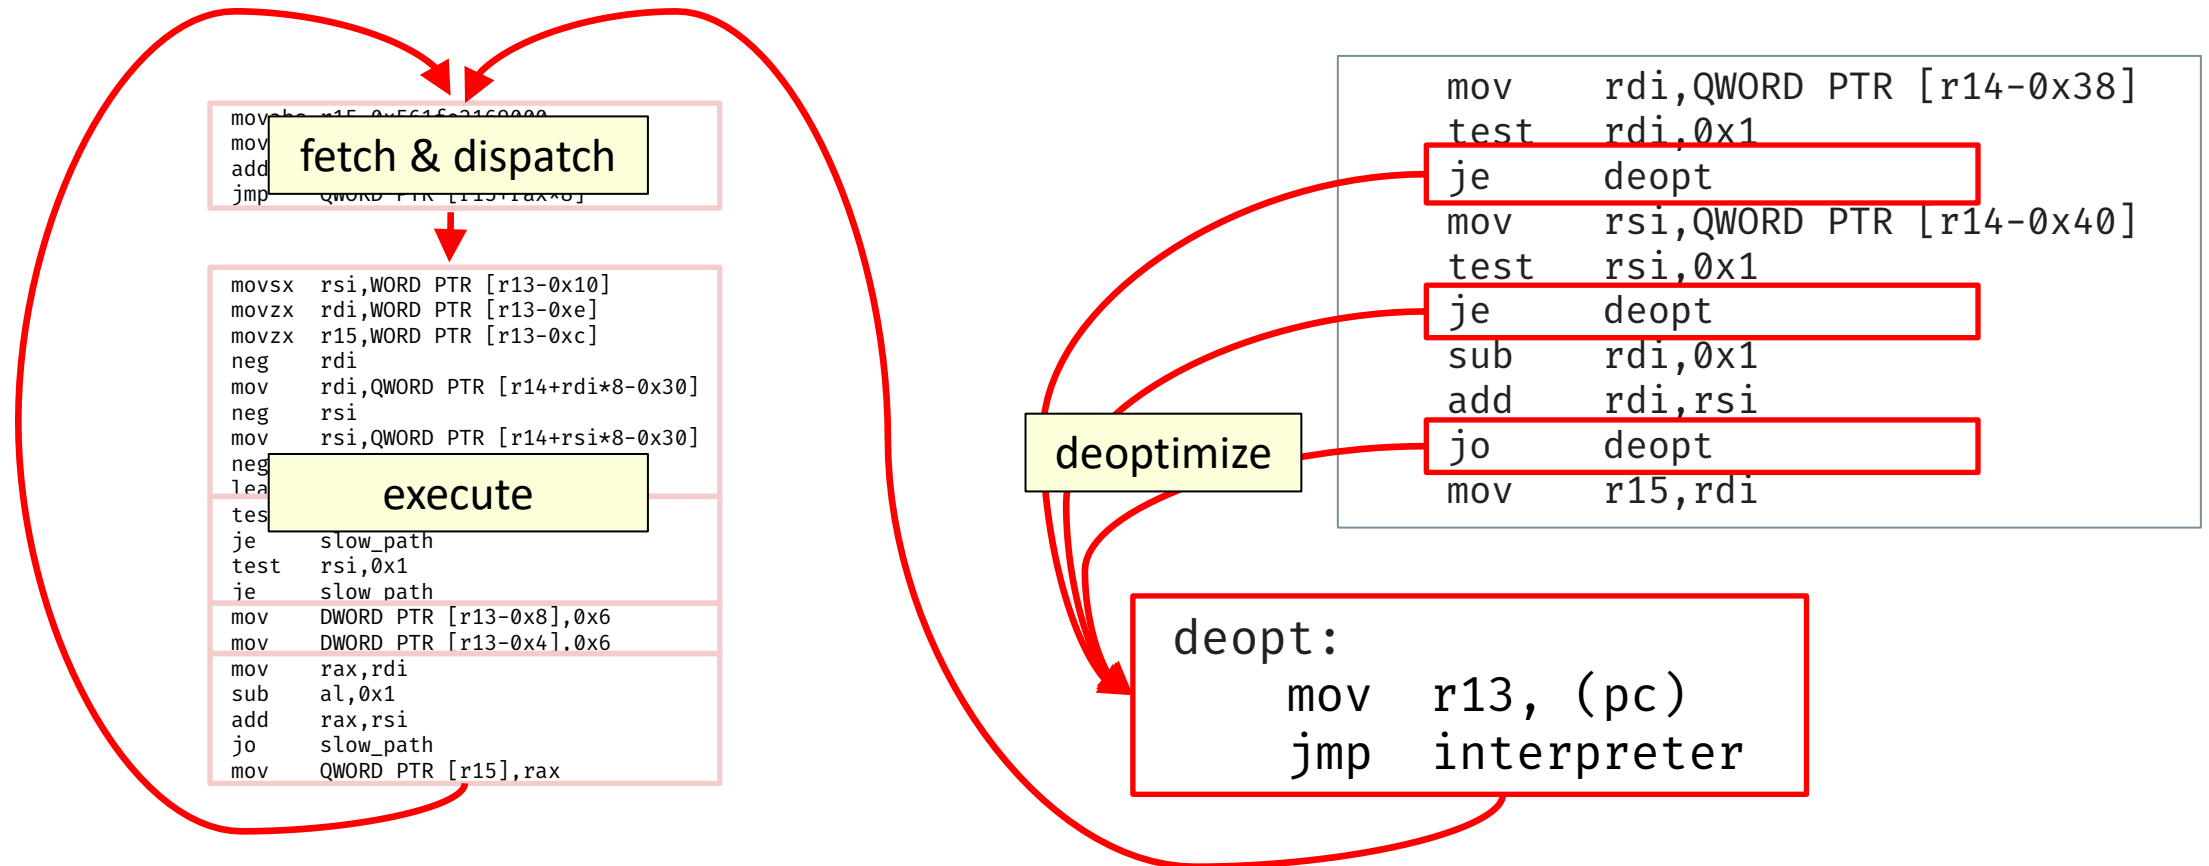 fetch & dispatch
mov
add
jmp QWORD PTR [r15+rax*8]
movsx rsi,WORD PTR [r13-0x10]
movzx rdi,WORD PTR [r13-0xe]
movzx r15,WORD PTR [r13-0xc]
neg rdi
mov rdi,QWORD PTR [r14+rdi*8-0x30]
neg rsi
mov rsi,QWORD PTR [r14+rsi*8-0x30]
neg
lea
execute
je slow_path
test rsi,0x1
je slow_path
mov DWORD PTR [r13-0x8],0x6
mov DWORD PTR [r13-0x4],0x6
mov rax,rdi
sub al,0x1
add rax,rsi
jo slow_path
mov QWORD PTR [r15],rax
deoptimize
mov rdi,QWORD PTR [r14-0x38]
test rdi,0x1
je deopt
mov rsi,QWORD PTR [r14-0x40]
test rsi,0x1
je deopt
sub rdi,0x1
add rdi,rsi
jo deopt
mov r15,rdi
deopt:
mov r13, (pc)
jmp interpreter